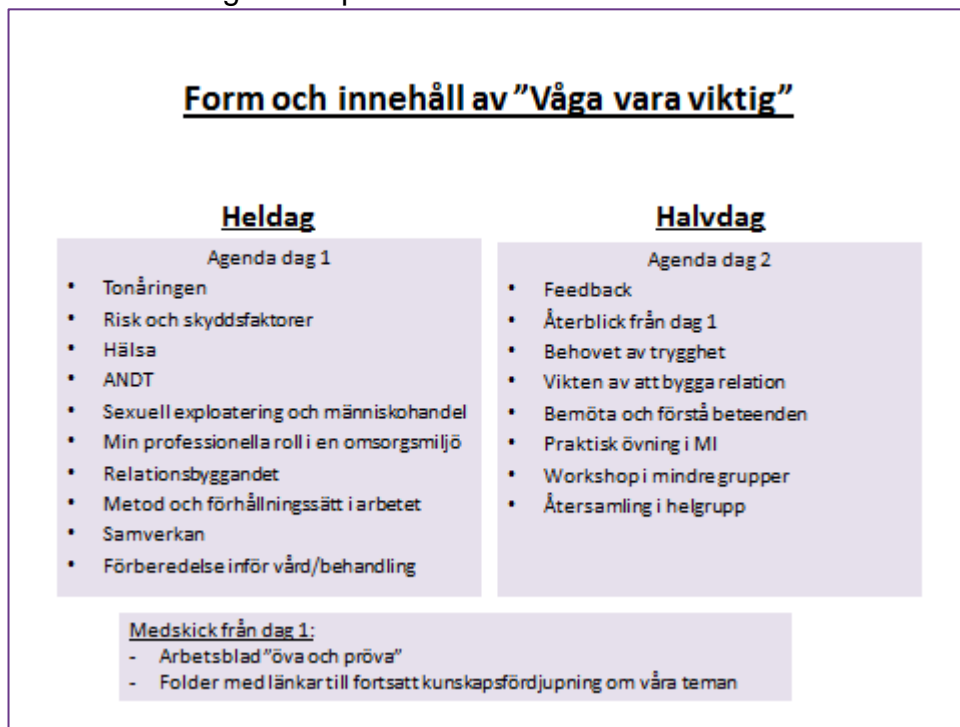 Form och innehåll av ”Våga vara viktig”
Heldag
Agenda dag 1
• Tonåringen
• Risk och skyddsfaktorer
• Hälsa
• ANDT
• Sexuell exploatering och människohandel
• Min professionella roll i en omsorgsmiljö
• Relationsbyggandet
• Metod och förhållningssätt i arbetet
• Samverkan
• Förberedelse inför vård/behandling
Halvdag
Agenda dag 2
• Feedback
• Återblick från dag 1
• Behovet av trygghet
• Vikten av att bygga relation
• Bemöta och förstå beteenden
• Praktisk övning i MI
• Workshop i mindre grupper
• Återsamling i helgrupp
Medskick från dag 1:
- Arbetsblad ”öva och pröva”
- Folder med länkar till fortsatt kunskapsfördjupning om våra teman